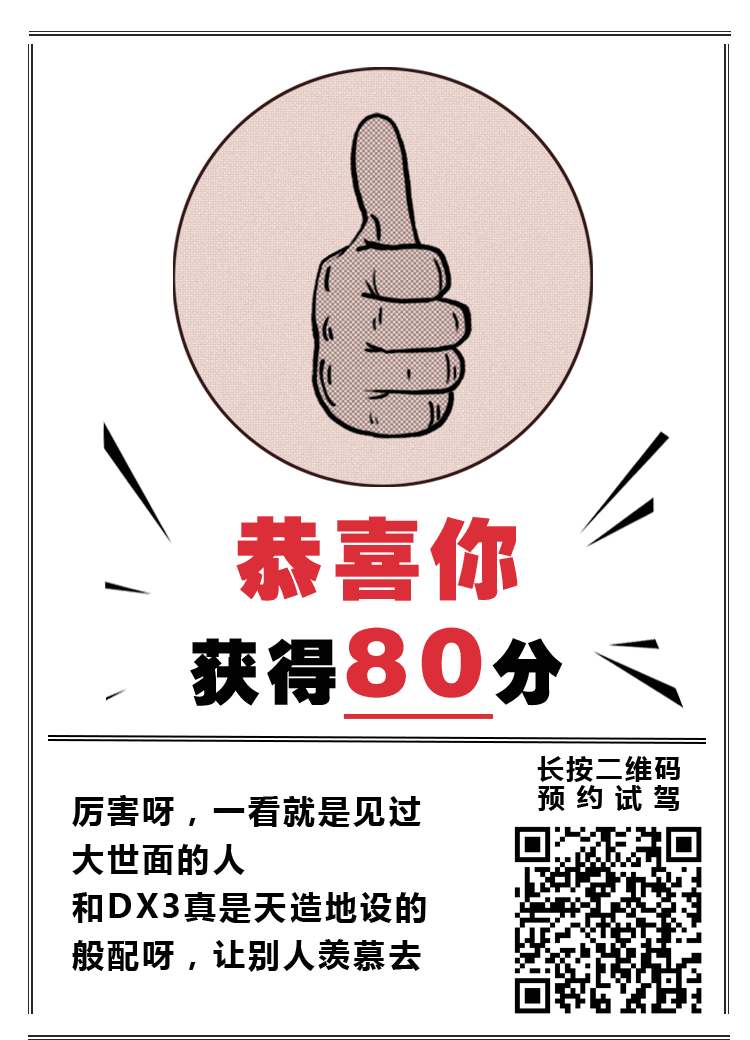 恭喜你
获得80分
厉害呀，一看就是见过
大世面的人
和DX3真是天造地设的
般配呀，让别人羡慕去
长按二维码
预约试驾